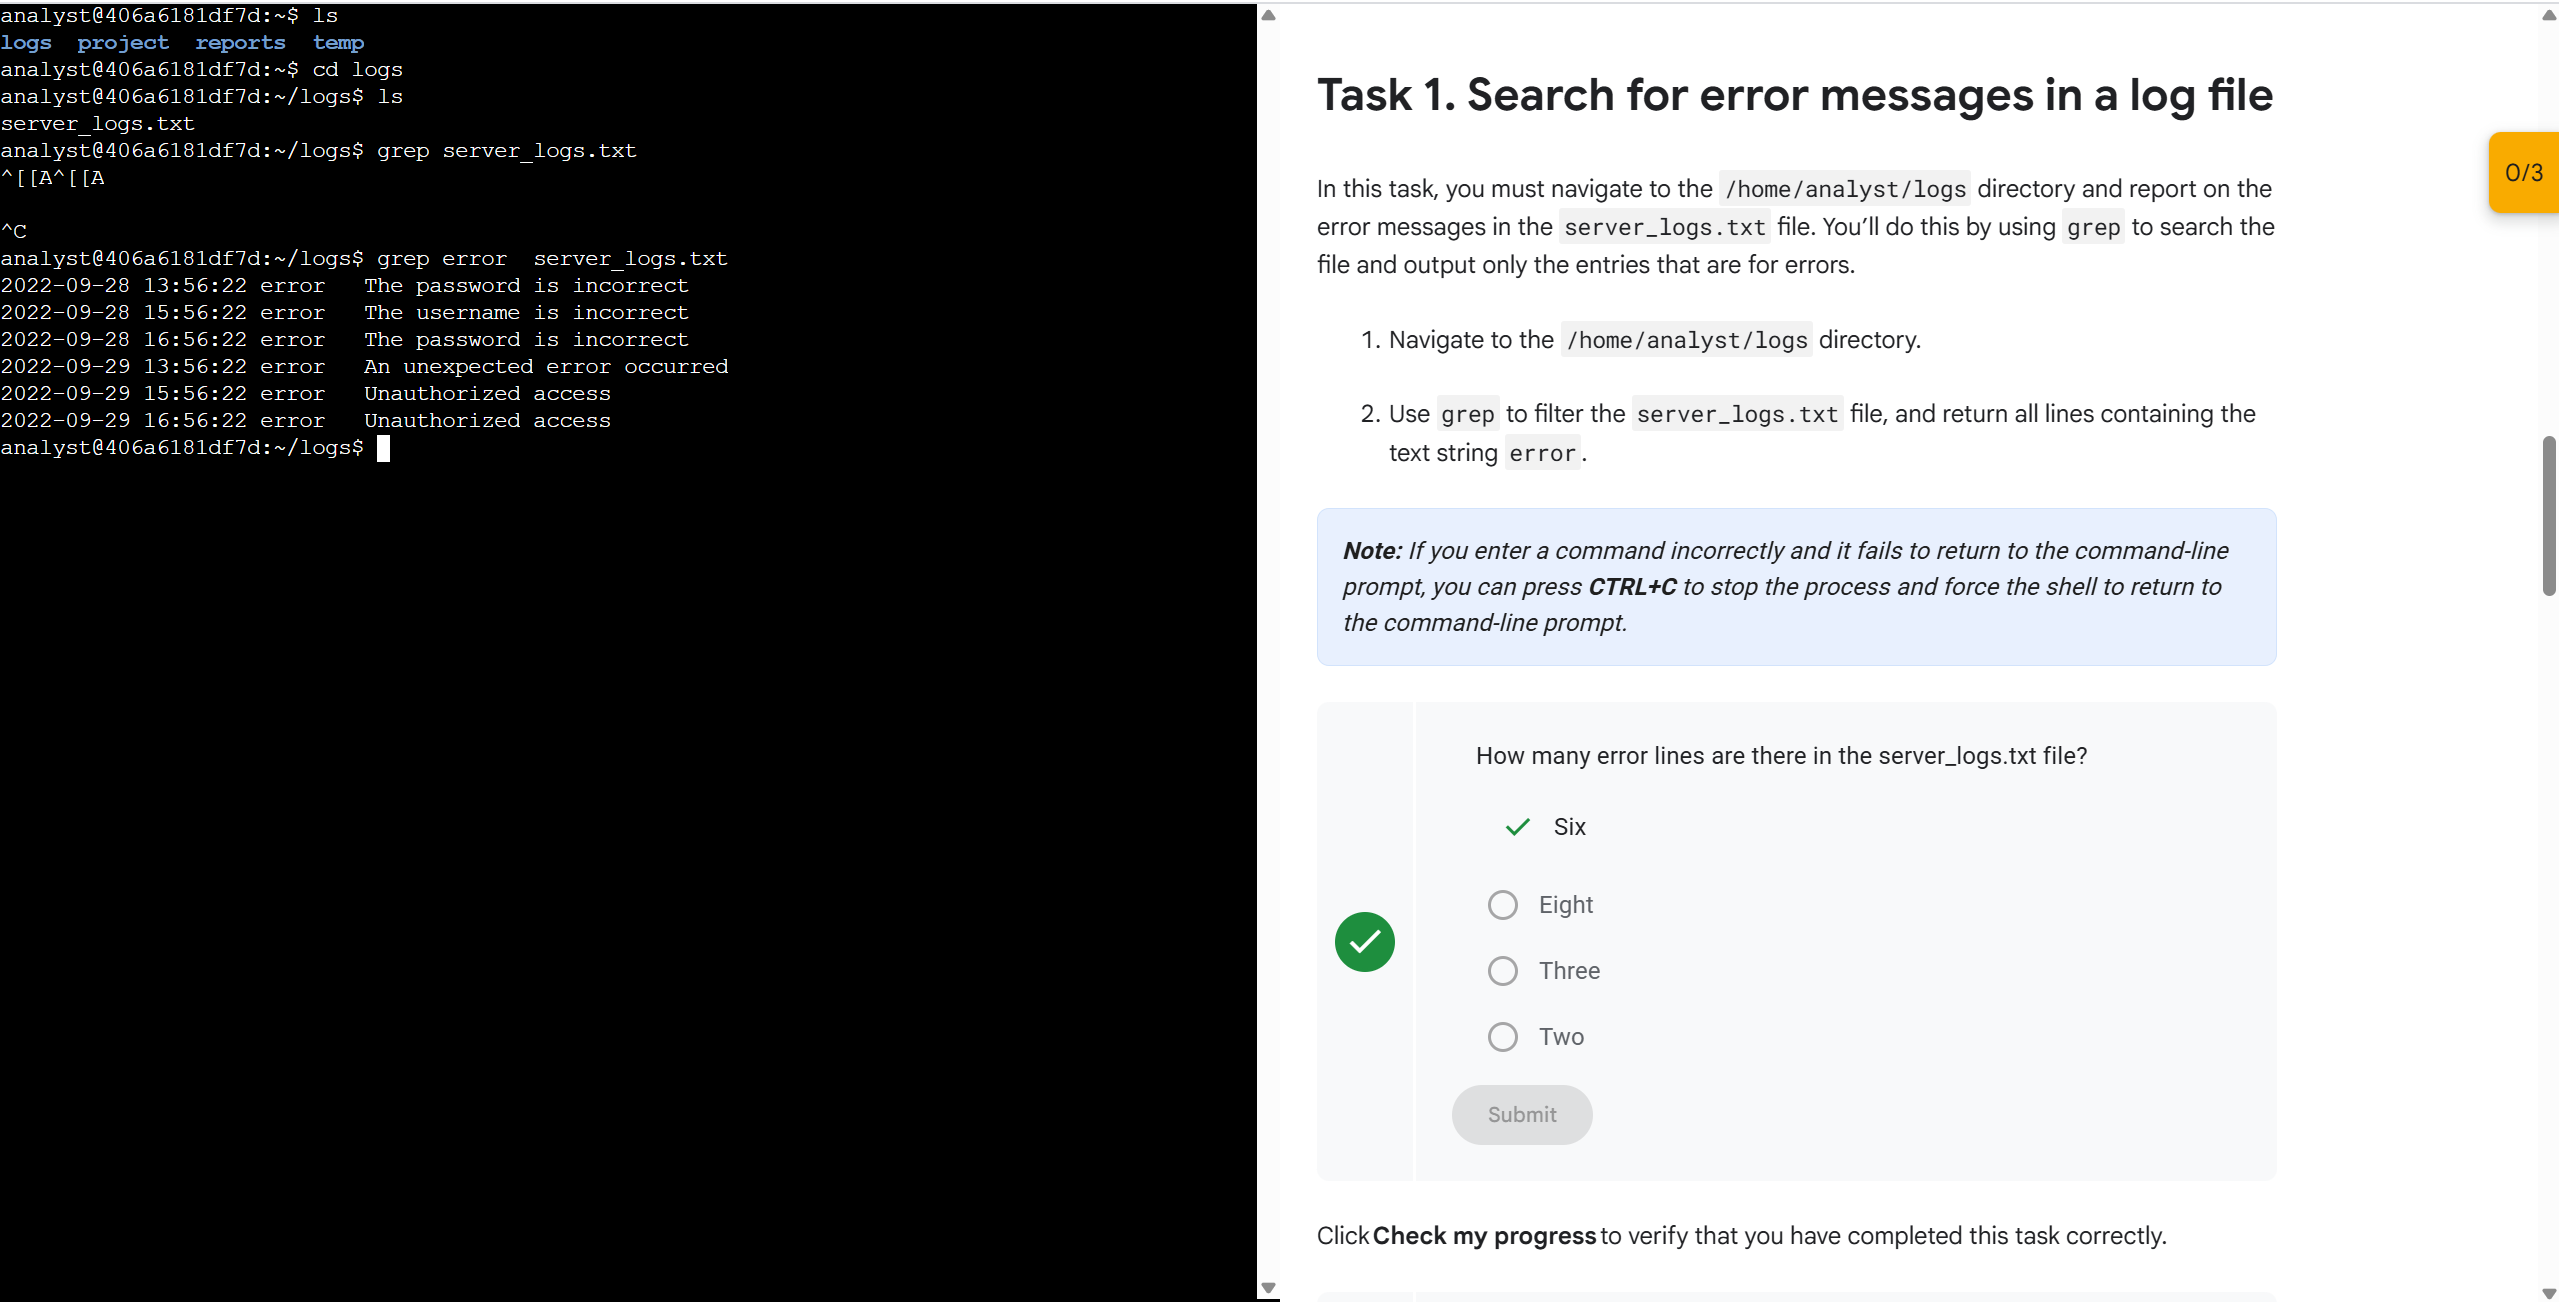 analyst@406a6181df7d:~$ ls
logs  project  reports  temp
analyst@406a6181df7d:~$ cd logs
analyst@406a6181df7d:~/logs$ ls
server_logs.txt
analyst@406a6181df7d:~/logs$ grep server_logs.txt
^[[A^[[A
^C
analyst@406a6181df7d:~/logs$ grep error  server_logs.txt
2022-09-28 13:56:22 error   The password is incorrect
2022-09-28 15:56:22 error   The username is incorrect
2022-09-28 16:56:22 error   The password is incorrect
2022-09-29 13:56:22 error   An unexpected error occurred
2022-09-29 15:56:22 error   Unauthorized access
2022-09-29 16:56:22 error   Unauthorized access
analyst@406a6181df7d:~/logs$
Task 1. Search for error messages in a log file
0/3
In this task, you must navigate to the /home/analyst/logs directory and report on the
error messages in the server_logs.txt file. You’ll do this by using grep to search the
file and output only the entries that are for errors.
1. Navigate to the /home/analyst/logs directory.
2. Use grep to filter the server_logs.txt file, and return all lines containing the
text string error.
Note: If you enter a command incorrectly and it fails to return to the command-line
prompt, you can press CTRL+C to stop the process and force the shell to return to
the command-line prompt.
How many error lines are there in the server_logs.txt file?
Six
Eight
Three
Two
Submit
Click Check my progress to verify that you have completed this task correctly.